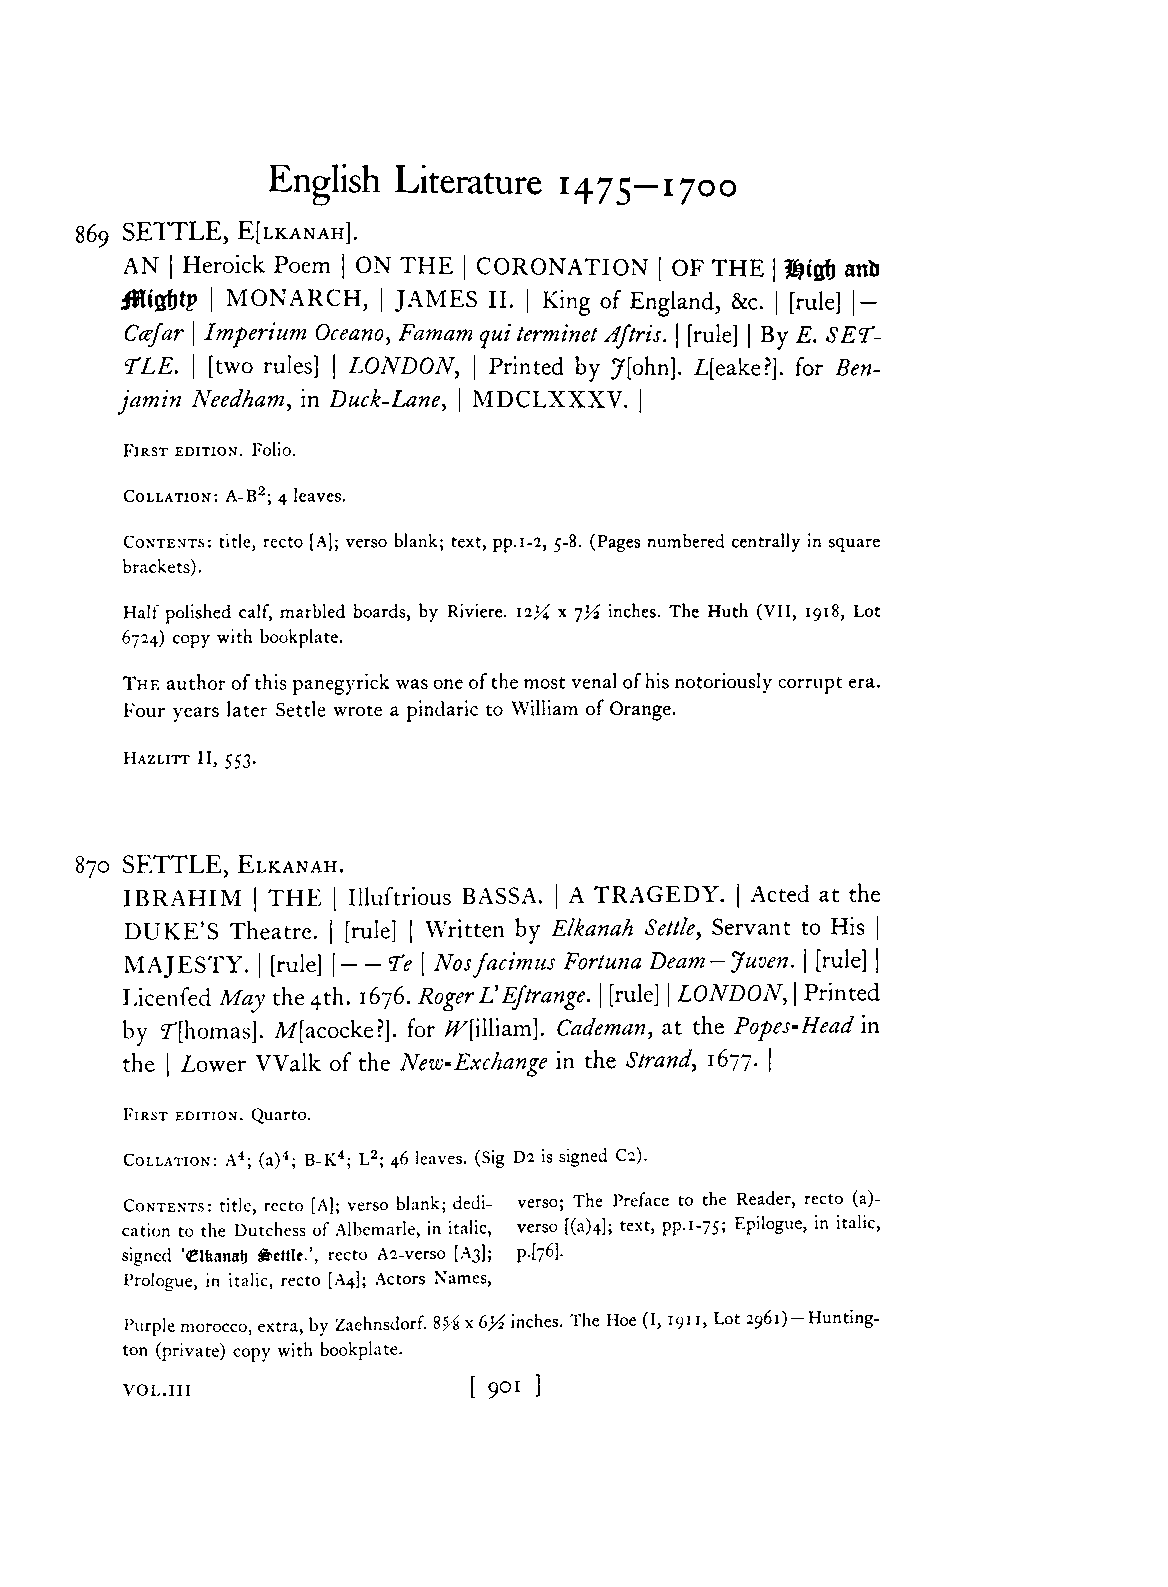 English Literature 1475—1700
869 SETTLE, E[LKANAH].
AN | Heroick Poem | ON THE | CORONATION | OF THE | High and
Mighty | MONARCH, | JAMES II. | King of England, &c. | [rule] |—
Cæſar | Imperium Oceano, Famam qui terminet Aſtris. | [rule] | By E. SET-
TLE. | [two rules] | LONDON, | Printed by J[ohn]. L[eake?]. for Ben-
jamin Needham, in Duck-Lane, | MDCLXXXV. |
FIRST EDITION. Folio.
COLLATION: A-B²; 4 leaves.
CONTENTS: title, recto [A]; verso blank; text, pp.1-2, 5-8. (Pages numbered centrally in square
brackets).
Half polished calf, marbled boards, by Riviere. 12¼ x 7½ inches. The Huth (VII, 1918, Lot
6724) copy with bookplate.
THE author of this panegyrick was one of the most venal of his notoriously corrupt era.
Four years later Settle wrote a pindaric to William of Orange.
HAZLITT II, 553.
870 SETTLE, ELKANAH.
IBRAHIM | THE | Illuſtrious BASSA. | A TRAGEDY. | Acted at the
DUKE'S Theatre. | [rule] | Written by Elkanah Settle, Servant to His |
MAJESTY. | [rule] |— — Te | Nos facimus Fortuna Deam—Juven. | [rule] |
Licenſed May the 4th. 1676. Roger L'Eſtrange. | [rule] | LONDON, | Printed
by T[homas]. M[acocke?]. for W[illiam]. Cademan, at the Popes-Head in
the | Lower VValk of the New-Exchange in the Strand, 1677. |
FIRST EDITION. Quarto.
COLLATION: A⁴; (a)⁴; B-K⁴; L²; 46 leaves. (Sig D2 is signed C2).
CONTENTS: title, recto [A]; verso blank; dedi-
cation to the Dutchess of Albemarle, in italic,
signed 'Elkanah Settle.', recto A2-verso [A3];
Prologue, in italic, recto [A4]; Actors Names,
verso; The Preface to the Reader, recto (a)-
verso [(a)4]; text, pp.1-75; Epilogue, in italic,
p.[76].
Purple morocco, extra, by Zaehnsdorf. 8⅝ x 6½ inches. The Hoe (I, 1911, Lot 2961)—Hunting-
ton (private) copy with bookplate.
VOL.III [ 901 ]